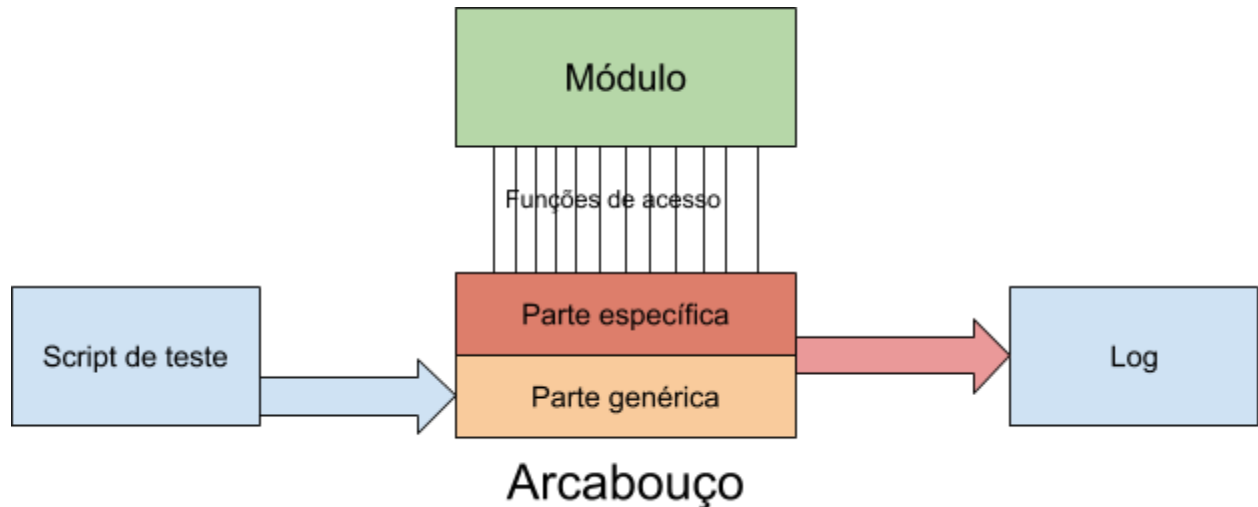 Módulo
Funções de acesso
Parte específica
Script de teste
Log
Parte genérica
Arcabouço